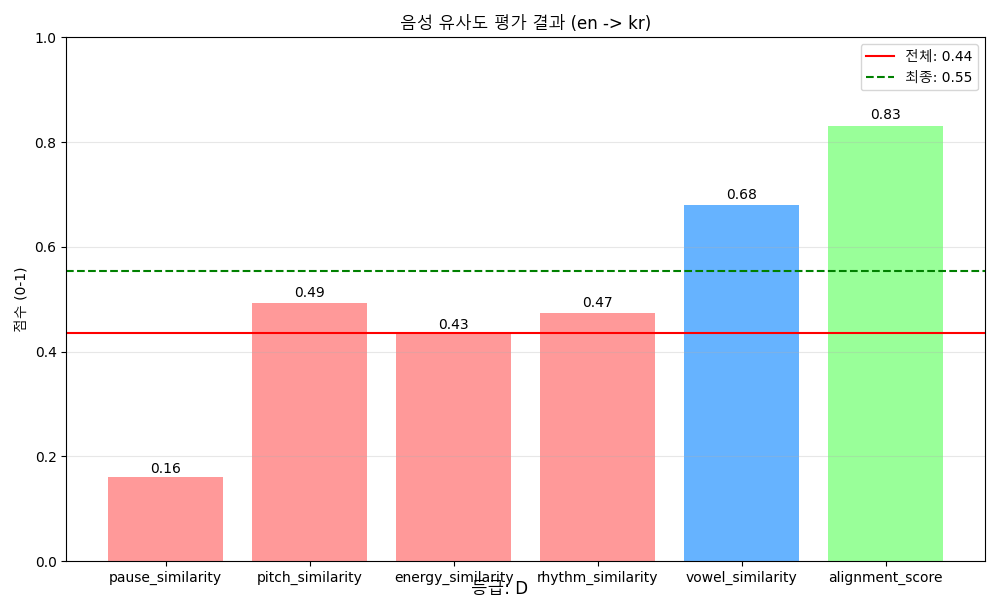 음성 유사도 평가 결과 (en -> kr)
전체: 0.44
최종: 0.55
점수 (0-1)
1.0
0.8
0.6
0.4
0.2
0.0
0.16
0.49
0.43
0.47
0.68
0.83
pause_similarity
pitch_similarity
energy_similarity
rhythm_similarity
vowel_similarity
alignment_score
등급: D